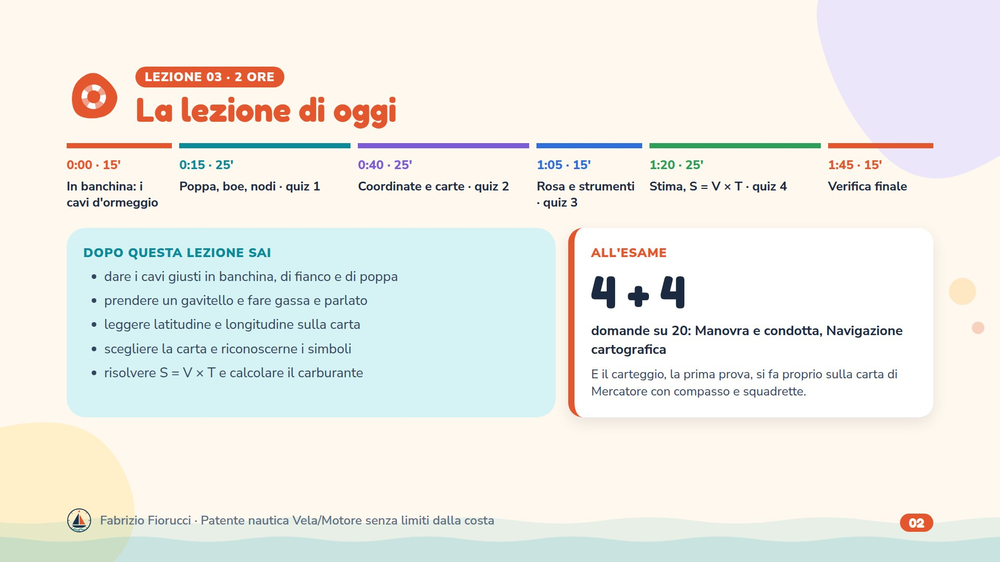 LEZIONE 03 · 2 ORE
La lezione di oggi
0:00 · 15'
In banchina: i
cavi d'ormeggio
0:15 · 25'
Poppa, boe, nodi · quiz 1
0:40 · 25'
Coordinate e carte · quiz 2
1:05 · 15'
Rosa e strumenti
· quiz 3
1:20 · 25'
Stima, S = V × T · quiz 4
1:45 · 15'
Verifica finale
DOPO QUESTA LEZIONE SAI
• dare i cavi giusti in banchina, di fianco e di poppa
• prendere un gavitello e fare gassa e parlato
• leggere latitudine e longitudine sulla carta
• scegliere la carta e riconoscerne i simboli
• risolvere S = V × T e calcolare il carburante
ALL'ESAME
4 + 4
domande su 20: Manovra e condotta, Navigazione
cartografica
E il carteggio, la prima prova, si fa proprio sulla carta di
Mercatore con compasso e squadrette.
Fabrizio Fiorucci · Patente nautica Vela/Motore senza limiti dalla costa
02